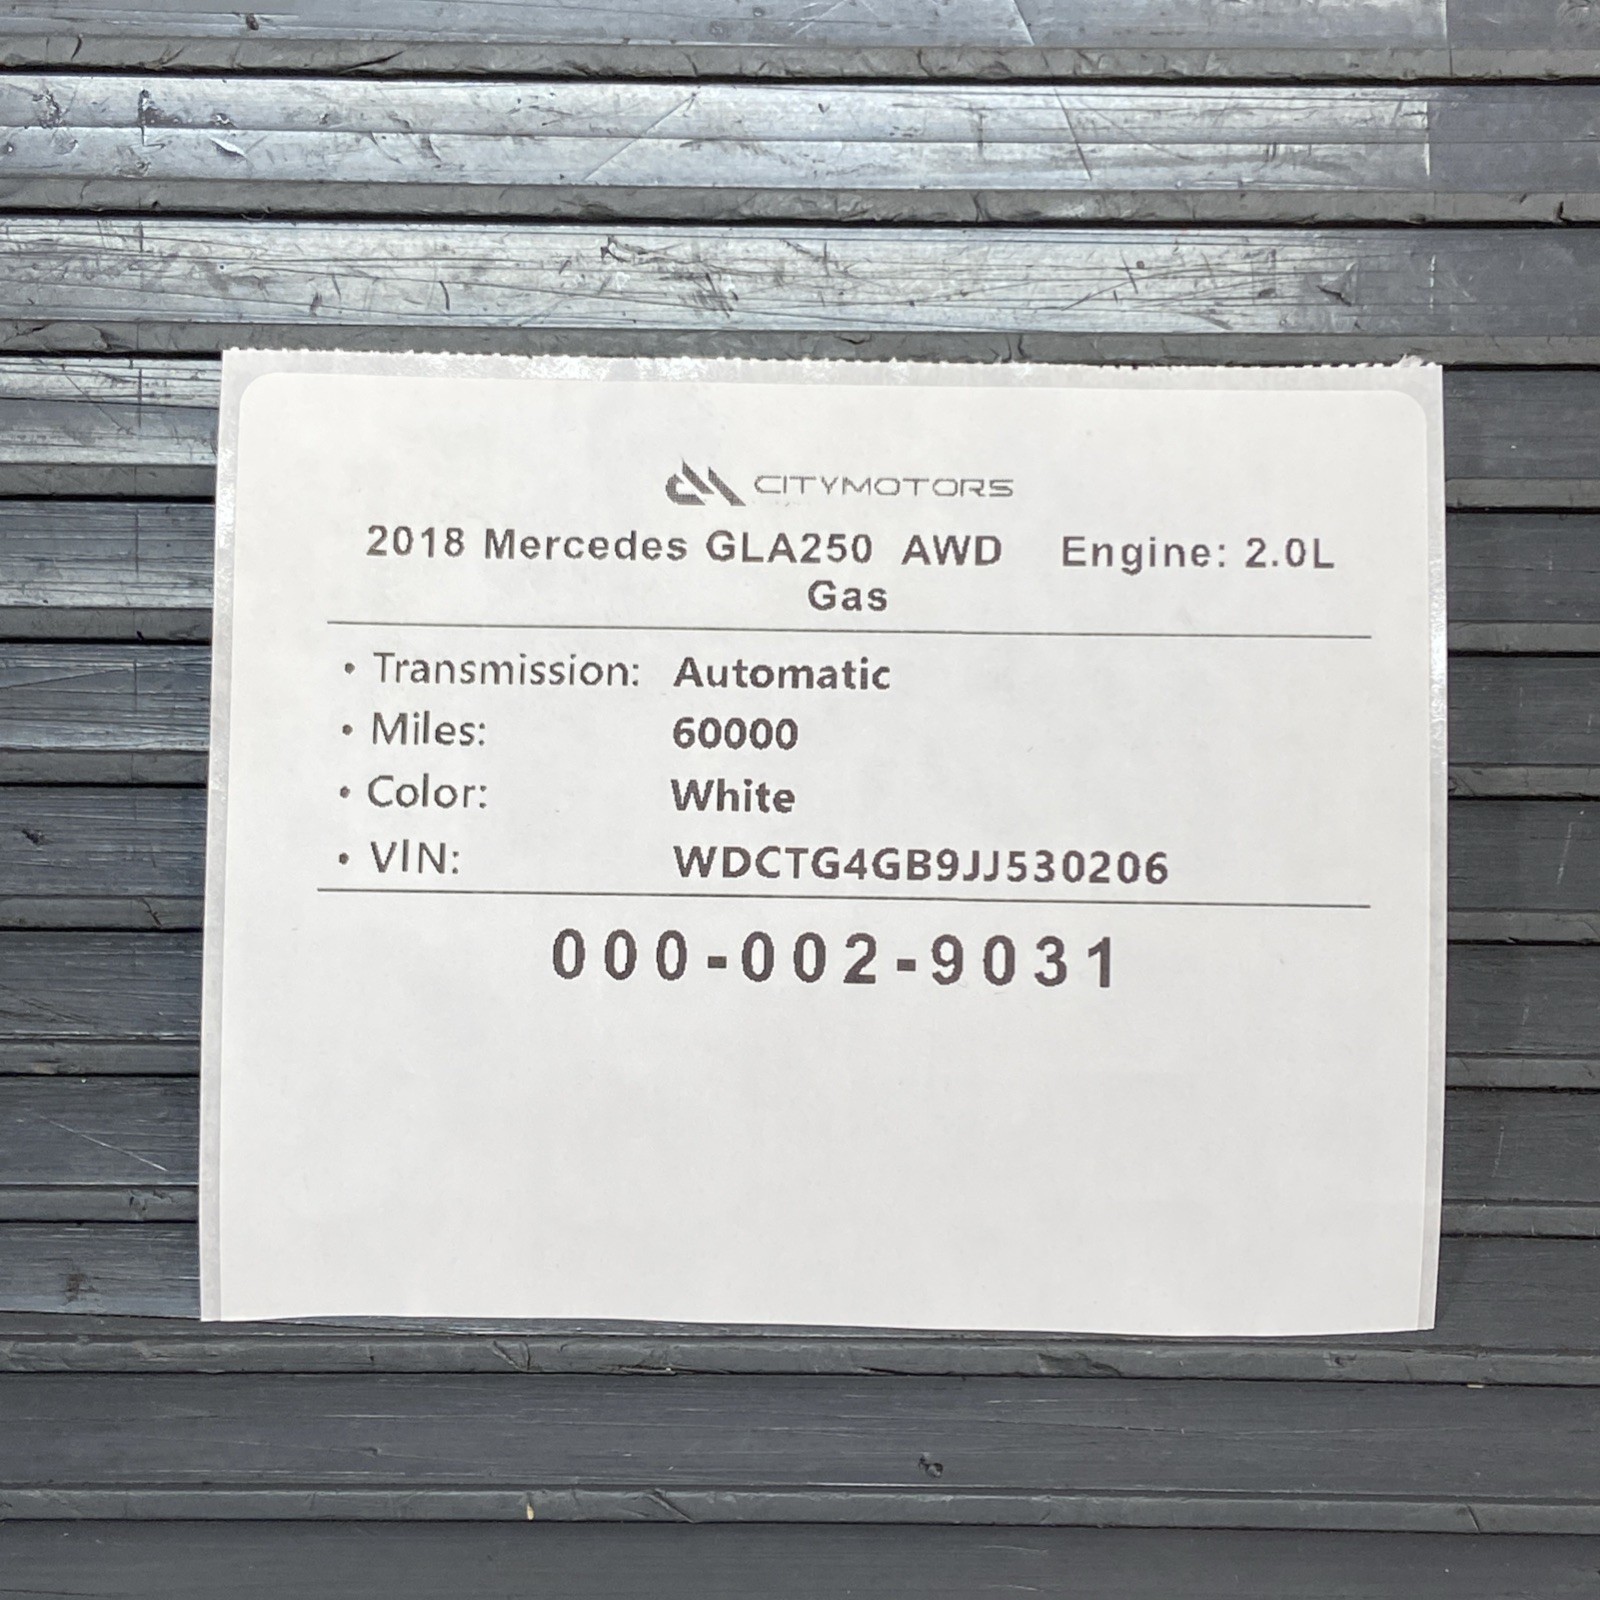 CITYMOTORS
2018 Mercedes GLA250 AWD Engine: 2.0L
Gas
• Transmission: Automatic
• Miles: 60000
• Color: White
• VIN: WDCTG4GB9JJ530206
000-002-9031